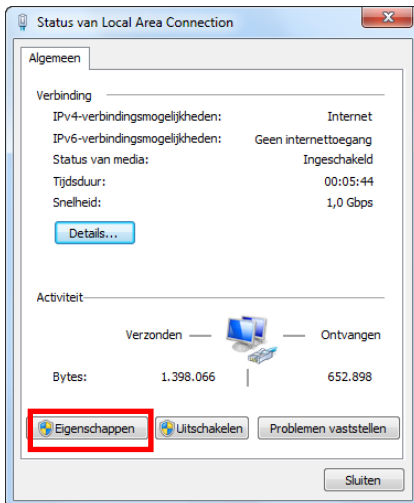 Status van Local Area Connection
Algemeen
Verbinding
IPv4-verbindingsmogelijkheden: Internet
IPv6-verbindingsmogelijkheden: Geen internettoegang
Status van media: Ingeschakeld
Tijdsduur: 00:05:44
Snelheid: 1,0 Gbps
Details...
Activiteit
Verzonden Ontvangen
Bytes: 1.398.066 652.898
Eigenschappen Uitschakelen Problemen vaststellen
Sluiten